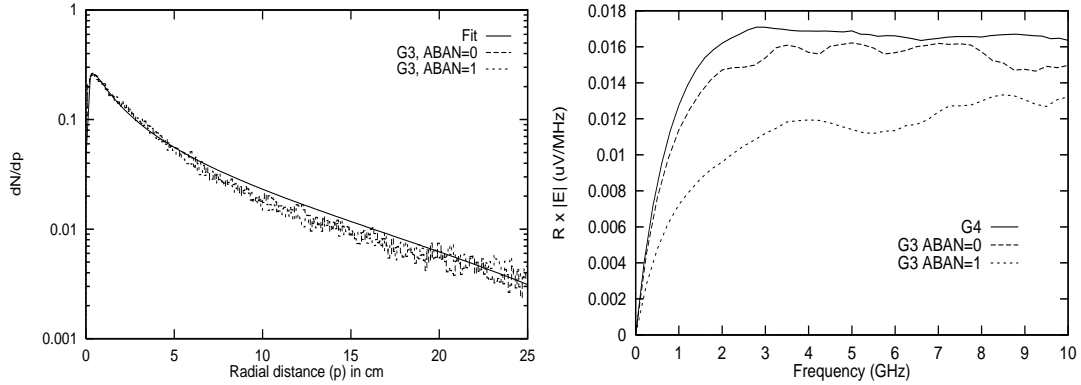 1
0.1
0.01
0.001
dN/dp
0 5 10 15 20 25
Radial distance (p) in cm
Fit
G3, ABAN=0
G3, ABAN=1
0.018
0.016
0.014
0.012
0.01
0.008
0.006
0.004
0.002
0
R x |E| (uV/MHz)
0 1 2 3 4 5 6 7 8 9 10
Frequency (GHz)
G4
G3 ABAN=0
G3 ABAN=1